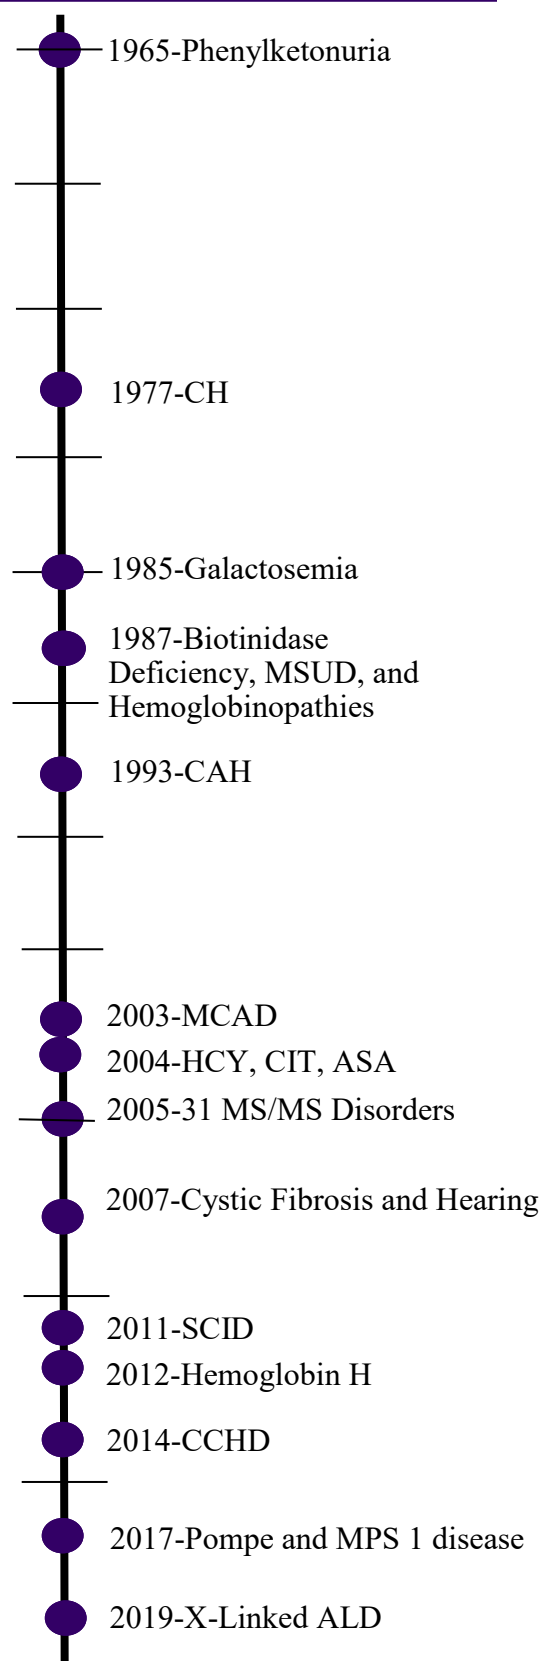 1965-Phenylketonuria
1977-CH
1985-Galactosemia
1987-Biotinidase
Deficiency, MSUD, and
Hemoglobinopathies
1993-CAH
2003-MCAD
2004-HCY, CIT, ASA
2005-31 MS/MS Disorders
2007-Cystic Fibrosis and Hearing
2011-SCID
2012-Hemoglobin H
2014-CCHD
2017-Pompe and MPS 1 disease
2019-X-Linked ALD